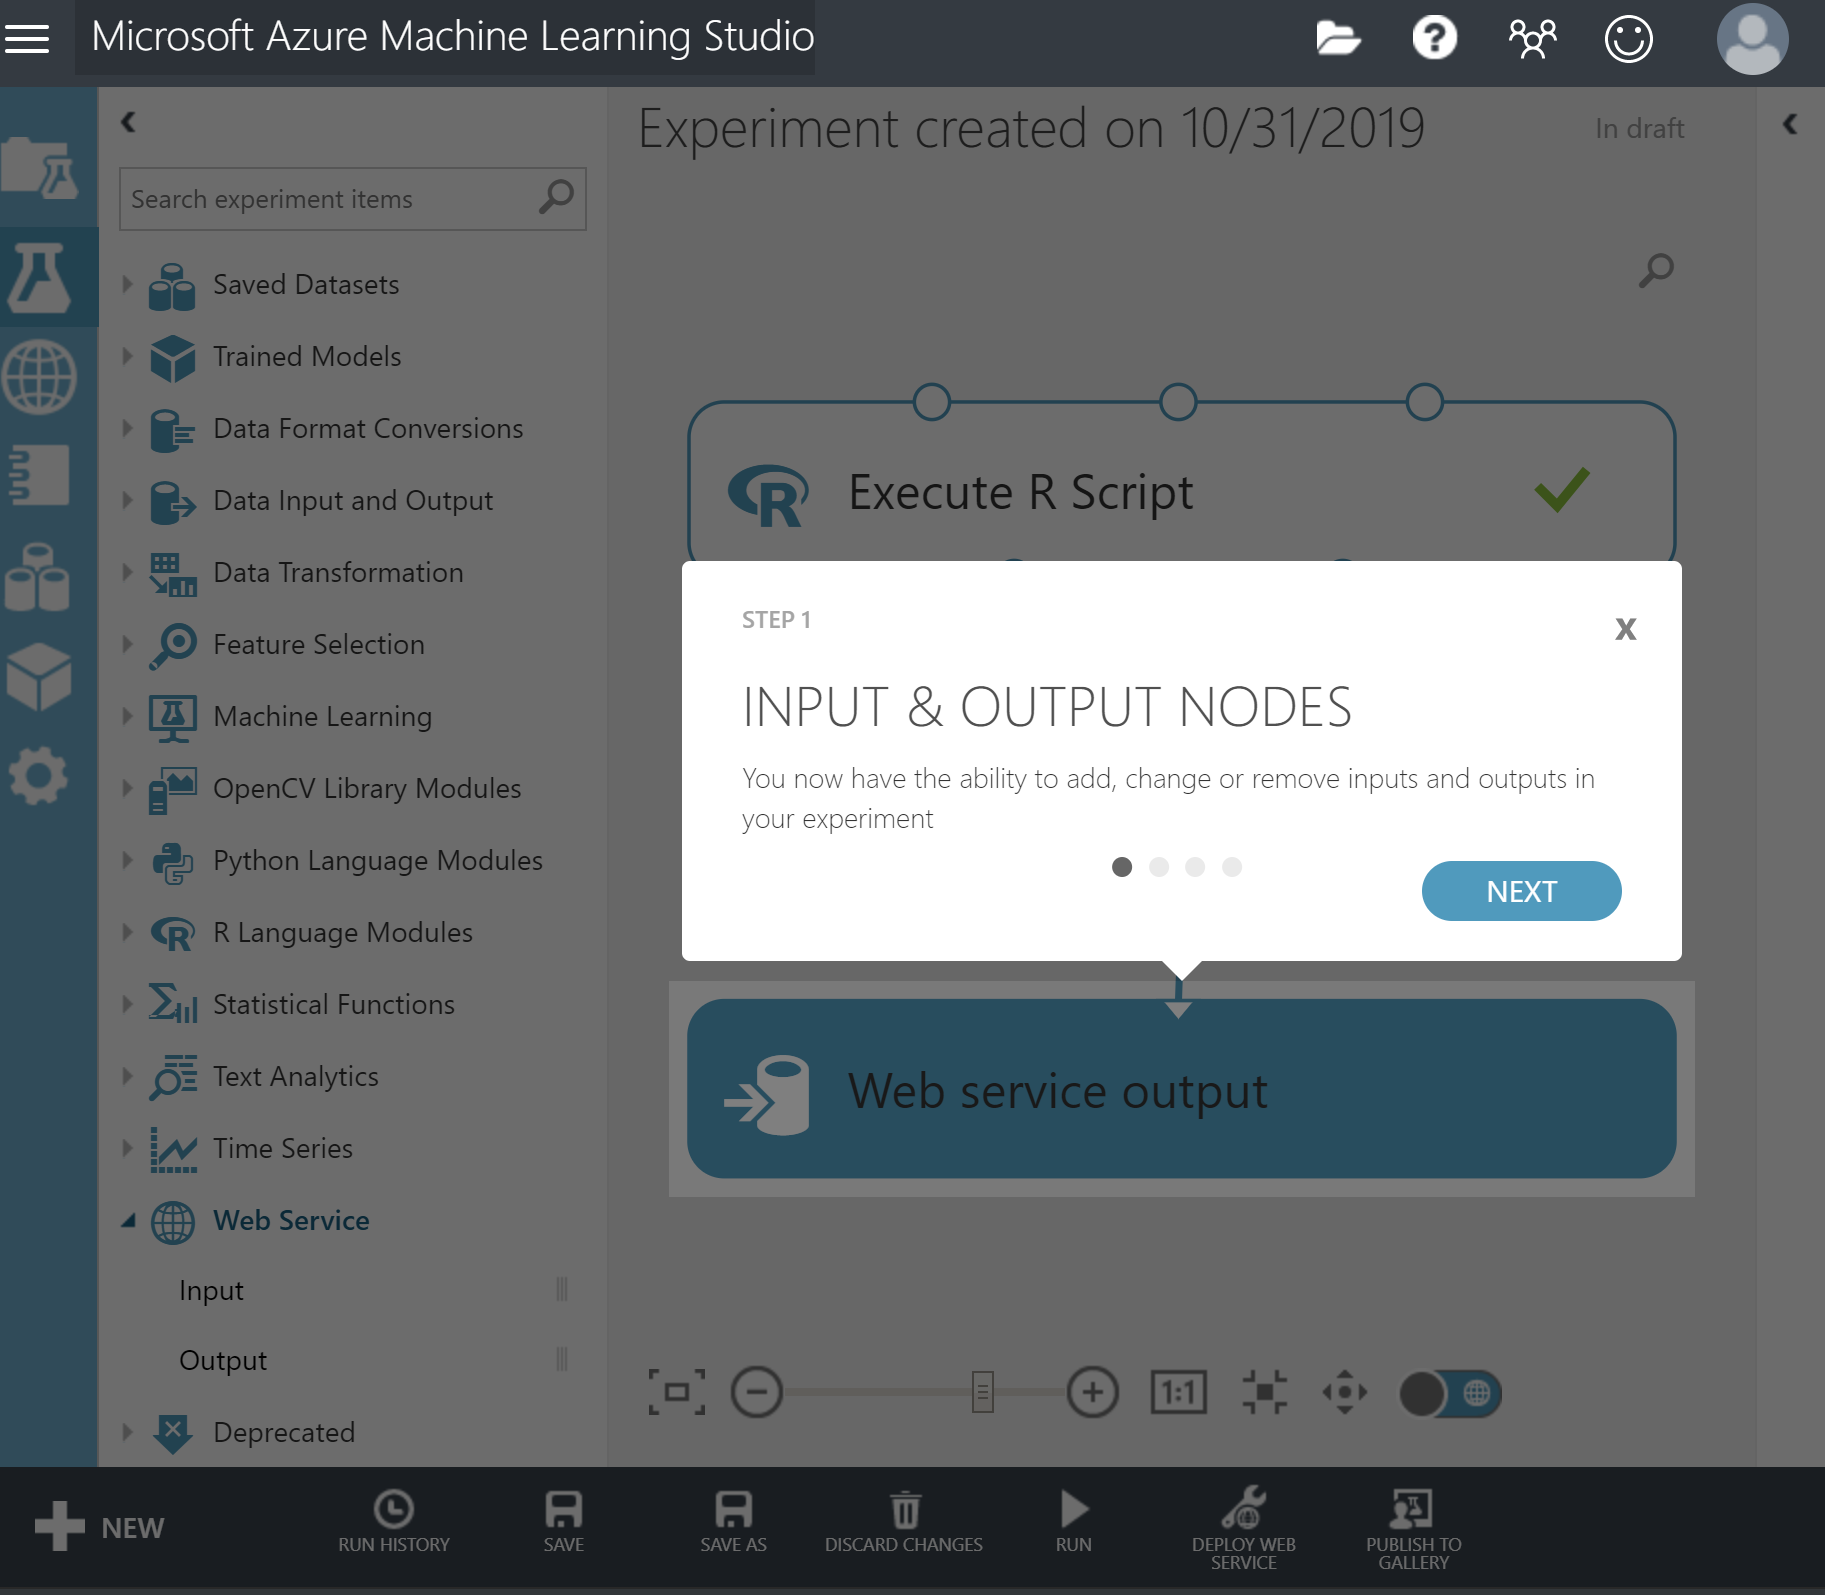 Microsoft Azure Machine Learning Studio
Experiment created on 10/31/2019
In draft
Search experiment items
Saved Datasets
Trained Models
Data Format Conversions
Data Input and Output
Data Transformation
Feature Selection
Machine Learning
OpenCV Library Modules
Python Language Modules
R Language Modules
Statistical Functions
Text Analytics
Time Series
Web Service
Input
Output
Deprecated
Execute R Script
STEP 1
x
INPUT & OUTPUT NODES
You now have the ability to add, change or remove inputs and outputs in
your experiment
NEXT
Web service output
1:1
NEW
RUN HISTORY
SAVE
SAVE AS
DISCARD CHANGES
RUN
DEPLOY WEB
SERVICE
PUBLISH TO
GALLERY